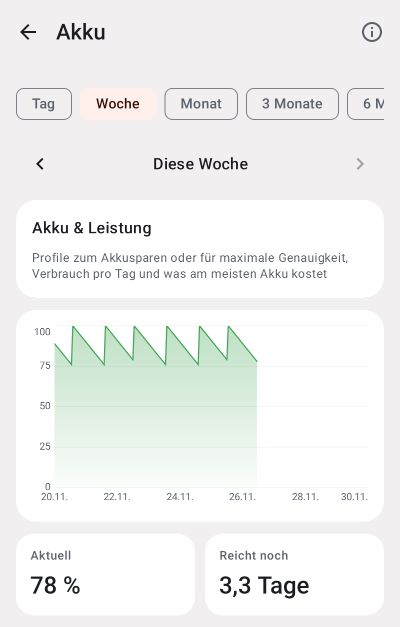 Akku
Tag
Woche
Monat
3 Monate
6 M
Diese Woche
Akku & Leistung
Profile zum Akkusparen oder für maximale Genauigkeit,
Verbrauch pro Tag und was am meisten Akku kostet
100
75
50
25
0
20.11.
22.11.
24.11.
26.11.
28.11.
30.11.
Aktuell
78 %
Reicht noch
3,3 Tage